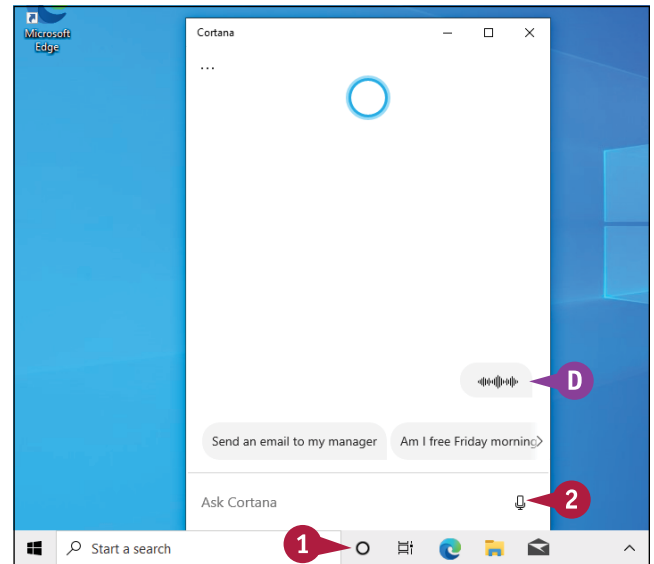 Microsoft
Edge
Cortana
...
D
Send an email to my manager
Am I free Friday morning
Ask Cortana
2
Start a search
1